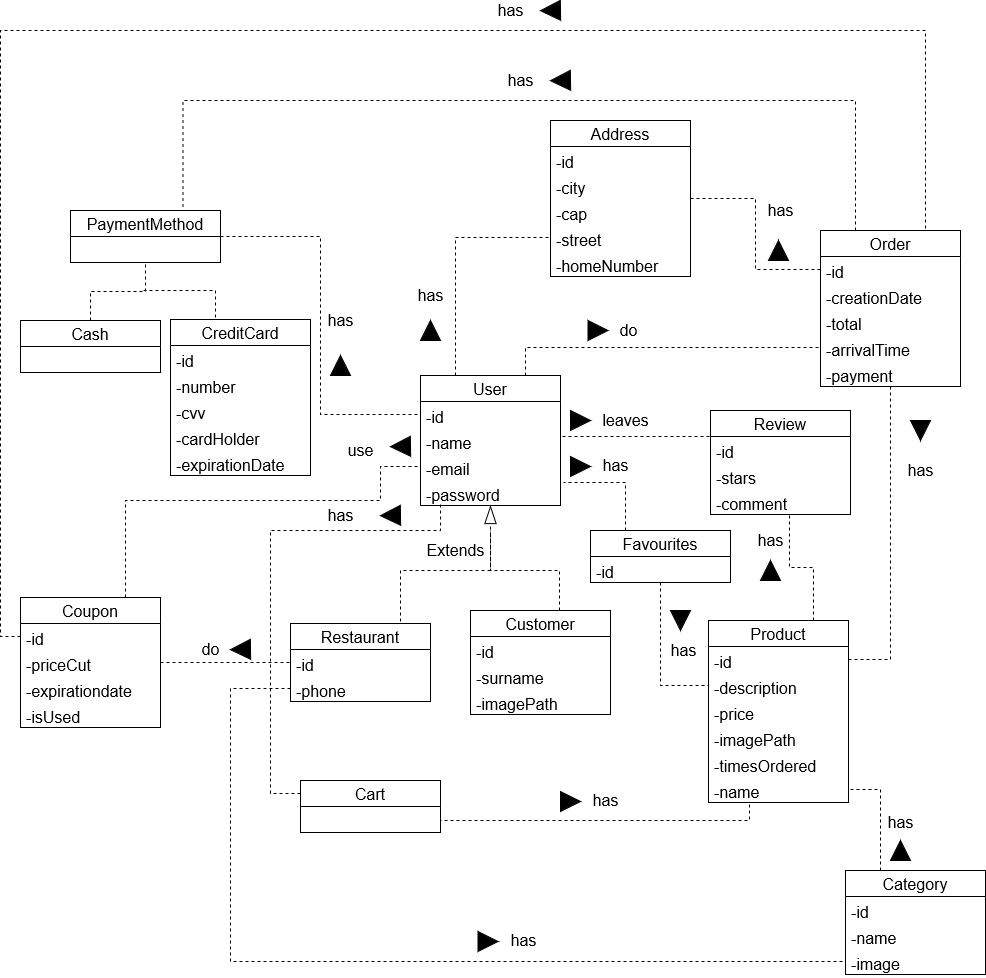 has
has
Address
-id
-city
-cap
-street
-homeNumber
has
Order
-id
-creationDate
-total
-arrivalTime
-payment
PaymentMethod
Cash
CreditCard
-id
-number
-cvv
-cardHolder
-expirationDate
has
has
do
User
-id
-name
-email
-password
use
has
leaves
has
Review
-id
-stars
-comment
has
has
Extends
Favourites
-id
has
Coupon
-id
-priceCut
-expirationdate
-isUsed
do
Restaurant
-id
-phone
Customer
-id
-surname
-imagePath
Product
-id
-description
-price
-imagePath
-timesOrdered
-name
Cart
has
has
Category
-id
-name
-image
has